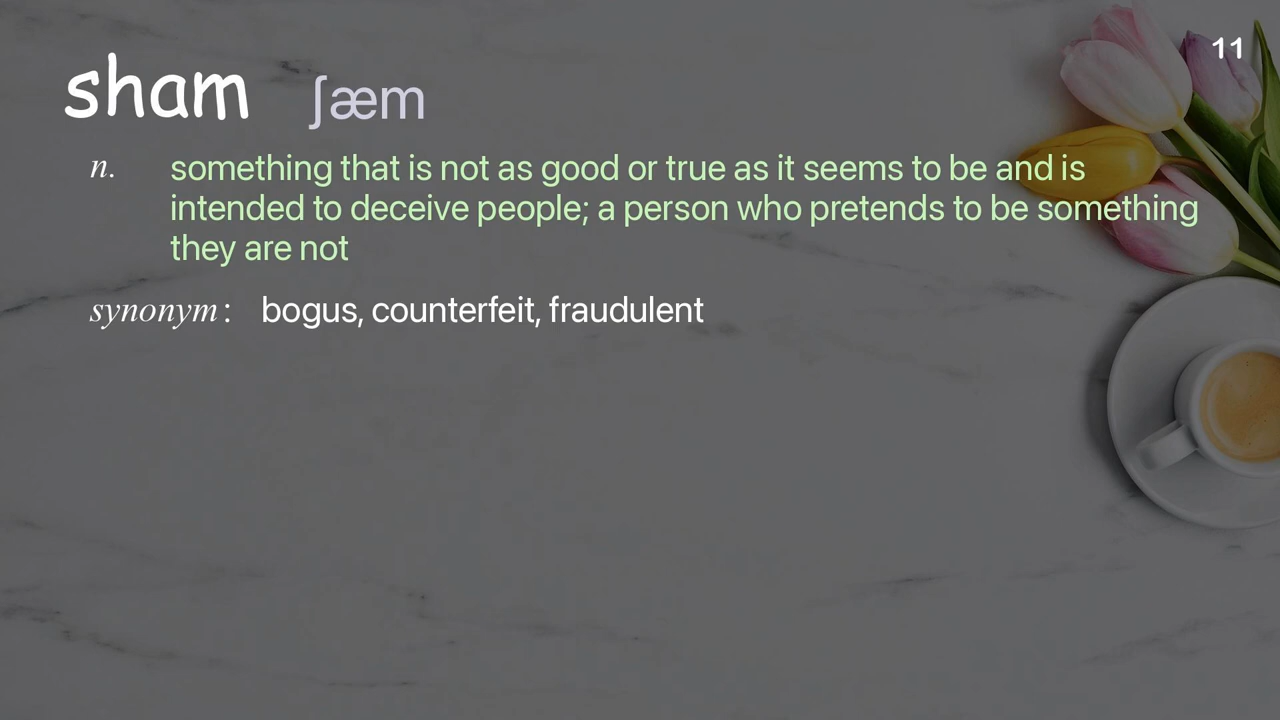 11
sham ʃæm
n. something that is not as good or true as it seems to be and is
intended to deceive people; a person who pretends to be something
they are not
synonym: bogus, counterfeit, fraudulent